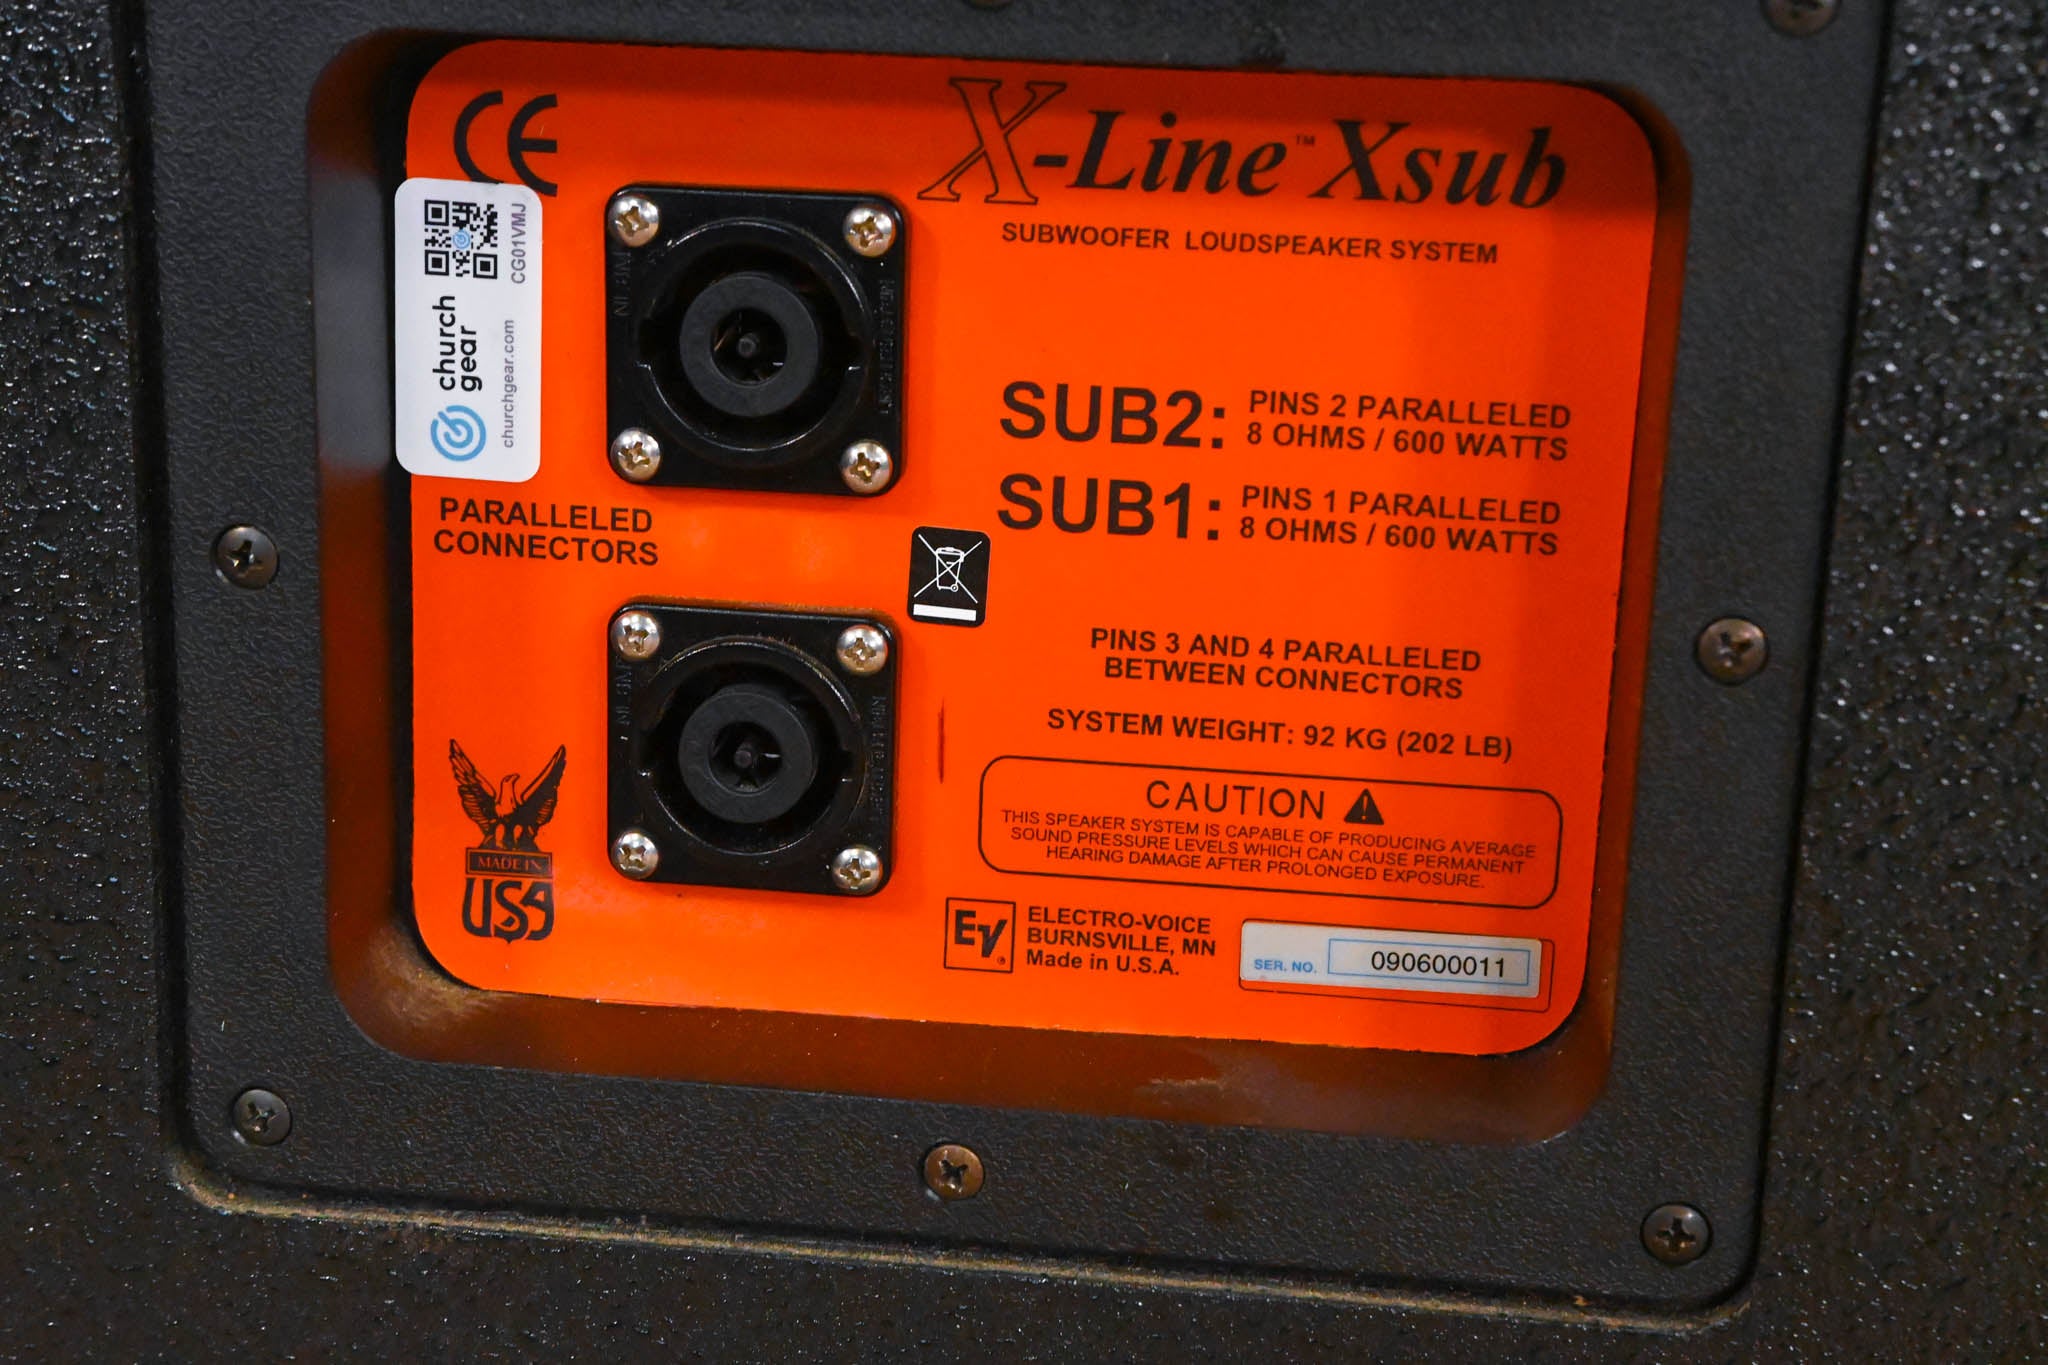 CE
X-Line™ Xsub
SUBWOOFER LOUDSPEAKER SYSTEM
CG01VMJ
church
gear
churchgear.com
SUB2: PINS 2 PARALLELED
8 OHMS / 600 WATTS
SUB1: PINS 1 PARALLELED
8 OHMS / 600 WATTS
PARALLELED
CONNECTORS
PINS 3 AND 4 PARALLELED
BETWEEN CONNECTORS
SYSTEM WEIGHT: 92 KG (202 LB)
CAUTION
THIS SPEAKER SYSTEM IS CAPABLE OF PRODUCING AVERAGE
SOUND PRESSURE LEVELS WHICH CAN CAUSE PERMANENT
HEARING DAMAGE AFTER PROLONGED EXPOSURE.
MADE IN
USA
EV®
ELECTRO-VOICE
BURNSVILLE, MN
Made in U.S.A.
SER. NO. 090600011